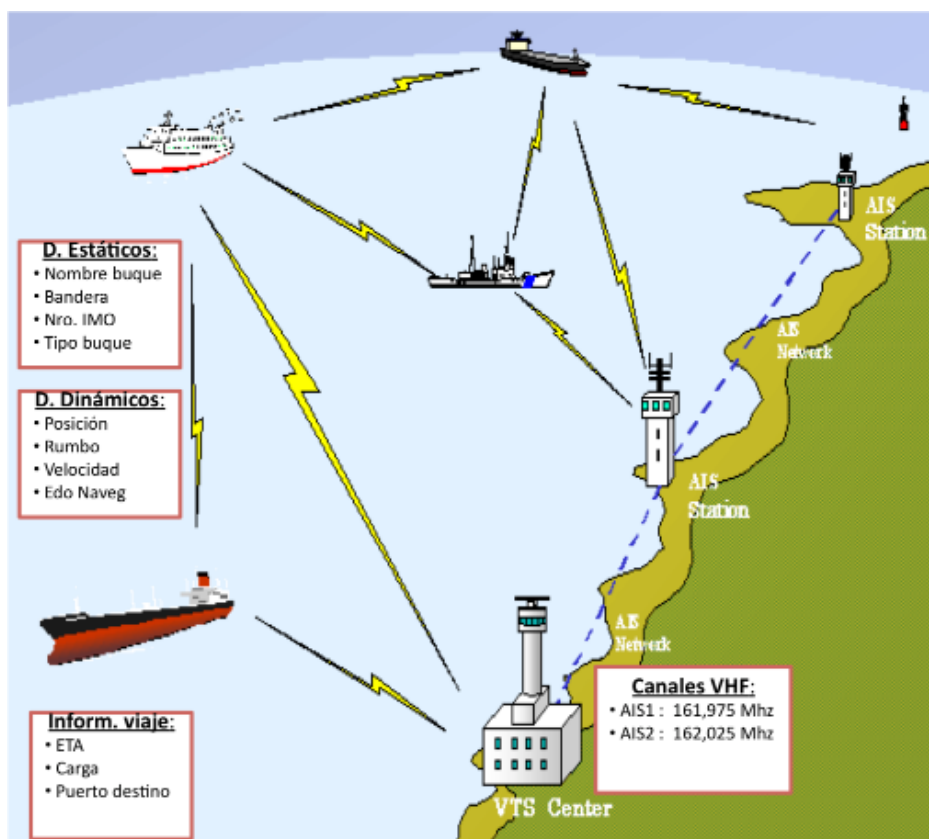 AIS
Station
D. Estáticos:
• Nombre buque
• Bandera
• Nro. IMO
• Tipo buque
AIS
Network
D. Dinámicos:
• Posición
• Rumbo
• Velocidad
• Edo Naveg
AIS
Station
AIS
Network
Canales VHF:
• AIS1 : 161,975 Mhz
• AIS2 : 162,025 Mhz
Inform. viaje:
• ETA
• Carga
• Puerto destino
VTS Center